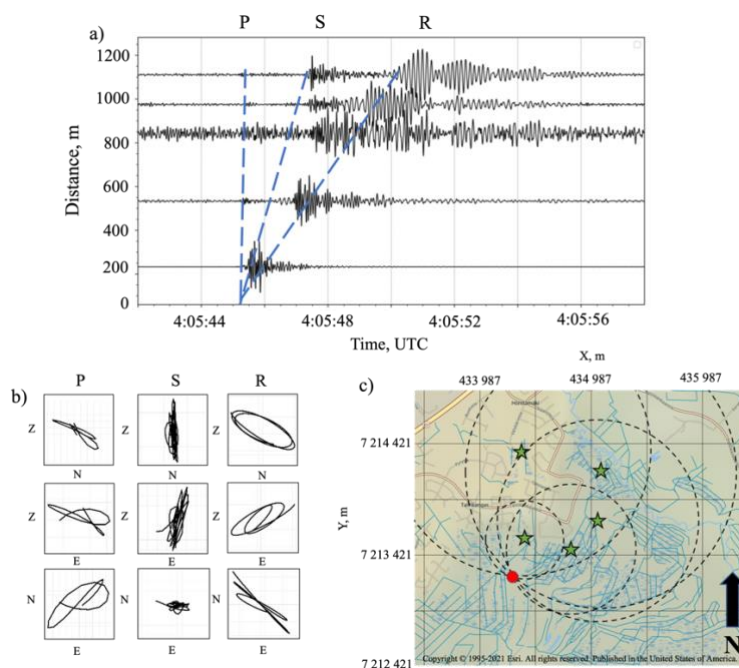 P S R
a)
1200
1000
800
600
400
200
0
Distance, m
4:05:44 4:05:48 4:05:52 4:05:56
Time, UTC
b)
P S R
Z Z Z
N N N
Z Z Z
E E E
N N N
E E E
c)
X, m
433 987 434 987 435 987
7 214 421
7 213 421
7 212 421
Y, m
N
Copyright © 1995-2021 Esri. All rights reserved. Published in the United States of America.